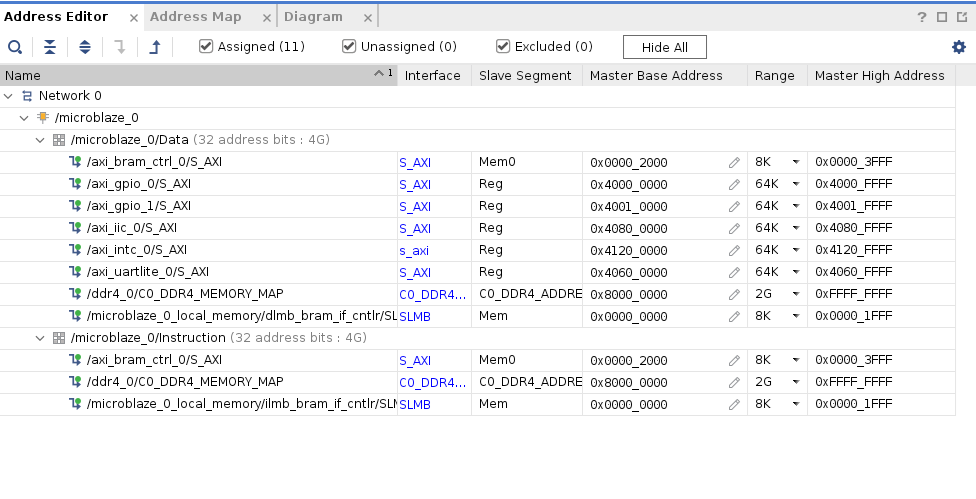 Address Editor × Address Map × Diagram × ?
Assigned (11) Unassigned (0) Excluded (0) Hide All
Name 1 Interface Slave Segment Master Base Address Range Master High Address
Network 0
/microblaze_0
/microblaze_0/Data (32 address bits : 4G)
/axi_bram_ctrl_0/S_AXI S_AXI Mem0 0x0000_2000 8K 0x0000_3FFF
/axi_gpio_0/S_AXI S_AXI Reg 0x4000_0000 64K 0x4000_FFFF
/axi_gpio_1/S_AXI S_AXI Reg 0x4001_0000 64K 0x4001_FFFF
/axi_iic_0/S_AXI S_AXI Reg 0x4080_0000 64K 0x4080_FFFF
/axi_intc_0/S_AXI s_axi Reg 0x4120_0000 64K 0x4120_FFFF
/axi_uartlite_0/S_AXI S_AXI Reg 0x4060_0000 64K 0x4060_FFFF
/ddr4_0/C0_DDR4_MEMORY_MAP C0_DDR4... C0_DDR4_ADDRE 0x8000_0000 2G 0xFFFF_FFFF
/microblaze_0_local_memory/dlmb_bram_if_cntlr/SL SLMB Mem 0x0000_0000 8K 0x0000_1FFF
/microblaze_0/Instruction (32 address bits : 4G)
/axi_bram_ctrl_0/S_AXI S_AXI Mem0 0x0000_2000 8K 0x0000_3FFF
/ddr4_0/C0_DDR4_MEMORY_MAP C0_DDR4... C0_DDR4_ADDRE 0x8000_0000 2G 0xFFFF_FFFF
/microblaze_0_local_memory/ilmb_bram_if_cntlr/SLM SLMB Mem 0x0000_0000 8K 0x0000_1FFF